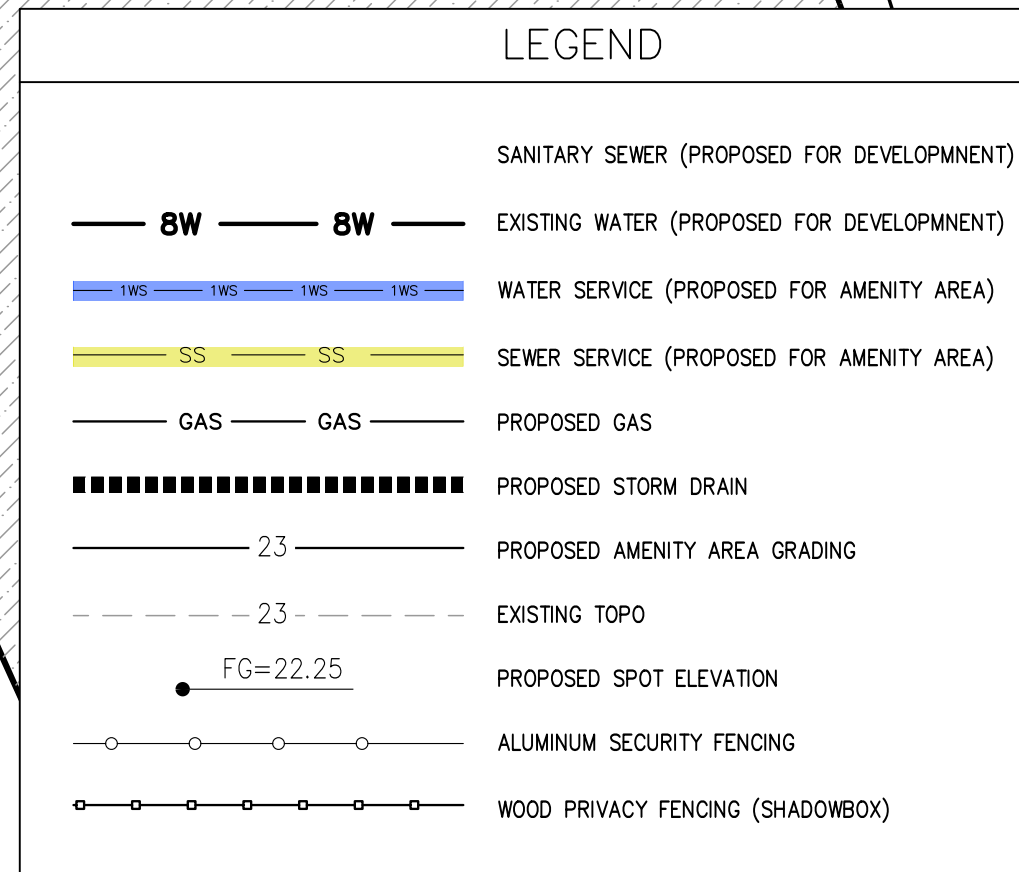 LEGEND
SANITARY SEWER (PROPOSED FOR DEVELOPMNENT)
8W 8W EXISTING WATER (PROPOSED FOR DEVELOPMNENT)
1WS 1WS 1WS 1WS WATER SERVICE (PROPOSED FOR AMENITY AREA)
SS SS SEWER SERVICE (PROPOSED FOR AMENITY AREA)
GAS GAS PROPOSED GAS
PROPOSED STORM DRAIN
23 PROPOSED AMENITY AREA GRADING
23 EXISTING TOPO
FG=22.25 PROPOSED SPOT ELEVATION
ALUMINUM SECURITY FENCING
WOOD PRIVACY FENCING (SHADOWBOX)